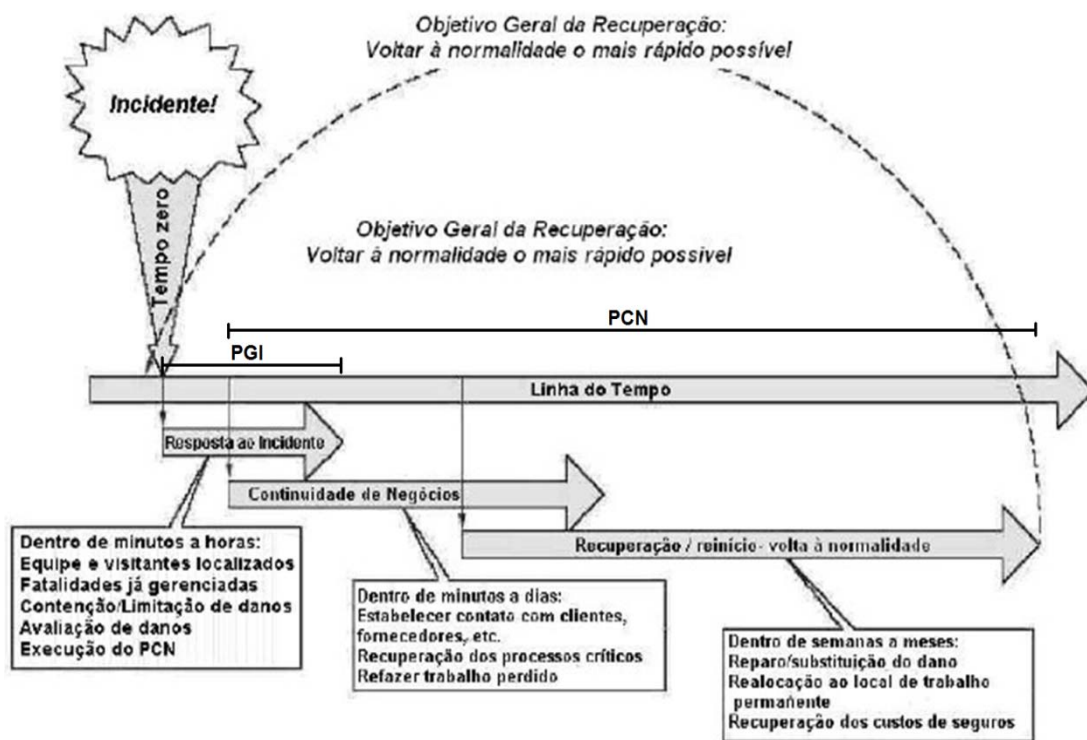 Objetivo Geral da Recuperação:
Voltar à normalidade o mais rápido possível
Incidente!
Tempo zero
Objetivo Geral da Recuperação:
Voltar à normalidade o mais rápido possível
PCN
PGI
Linha do Tempo
Resposta ao Incidente
Continuidade de Negócios
Recuperação / reinício- volta à normalidade
Dentro de minutos a horas:
Equipe e visitantes localizados
Fatalidades já gerenciadas
Contenção/Limitação de danos
Avaliação de danos
Execução do PCN
Dentro de minutos a dias:
Estabelecer contato com clientes,
fornecedores, etc.
Recuperação dos processos críticos
Refazer trabalho perdido
Dentro de semanas a meses:
Reparo/substituição do dano
Realocação ao local de trabalho
permanente
Recuperação dos custos de seguros